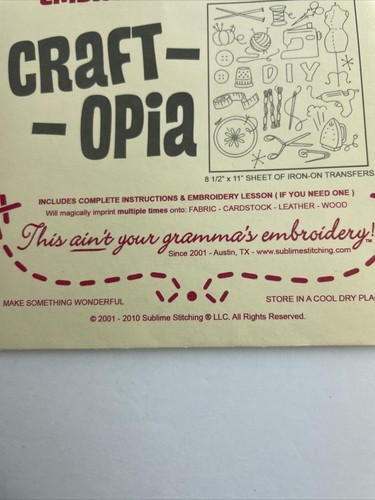 CRAFT-
- OPIA
DIY
8 1/2" x 11" SHEET OF IRON-ON TRANSFERS
INCLUDES COMPLETE INSTRUCTIONS & EMBROIDERY LESSON ( IF YOU NEED ONE )
Will magically imprint multiple times onto: FABRIC - CARDSTOCK - LEATHER - WOOD
This ain't your gramma's embroidery!™
Since 2001 - Austin, TX - www.sublimestitching.com
MAKE SOMETHING WONDERFUL
STORE IN A COOL DRY PLA
© 2001 - 2010 Sublime Stitching ® LLC. All Rights Reserved.